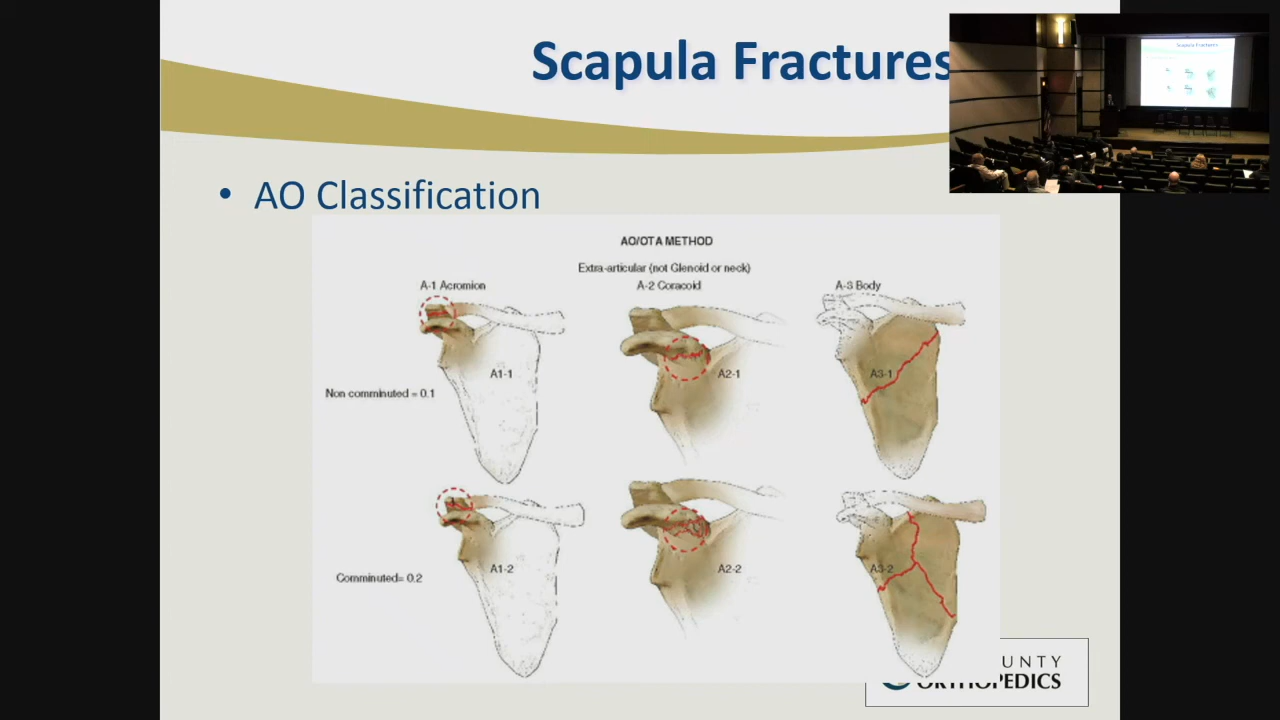 Scapula Fractures
• AO Classification
AO/OTA METHOD
Extra-articular (not Glenoid or neck)
A-1 Acromion A-2 Coracoid A-3 Body
A1-1 A2-1 A3-1
Non comminuted = 0.1
A1-2 A2-2 A3-2
Comminuted= 0.2
UNTY
ORTHOPEDICS
Scapula Fractures